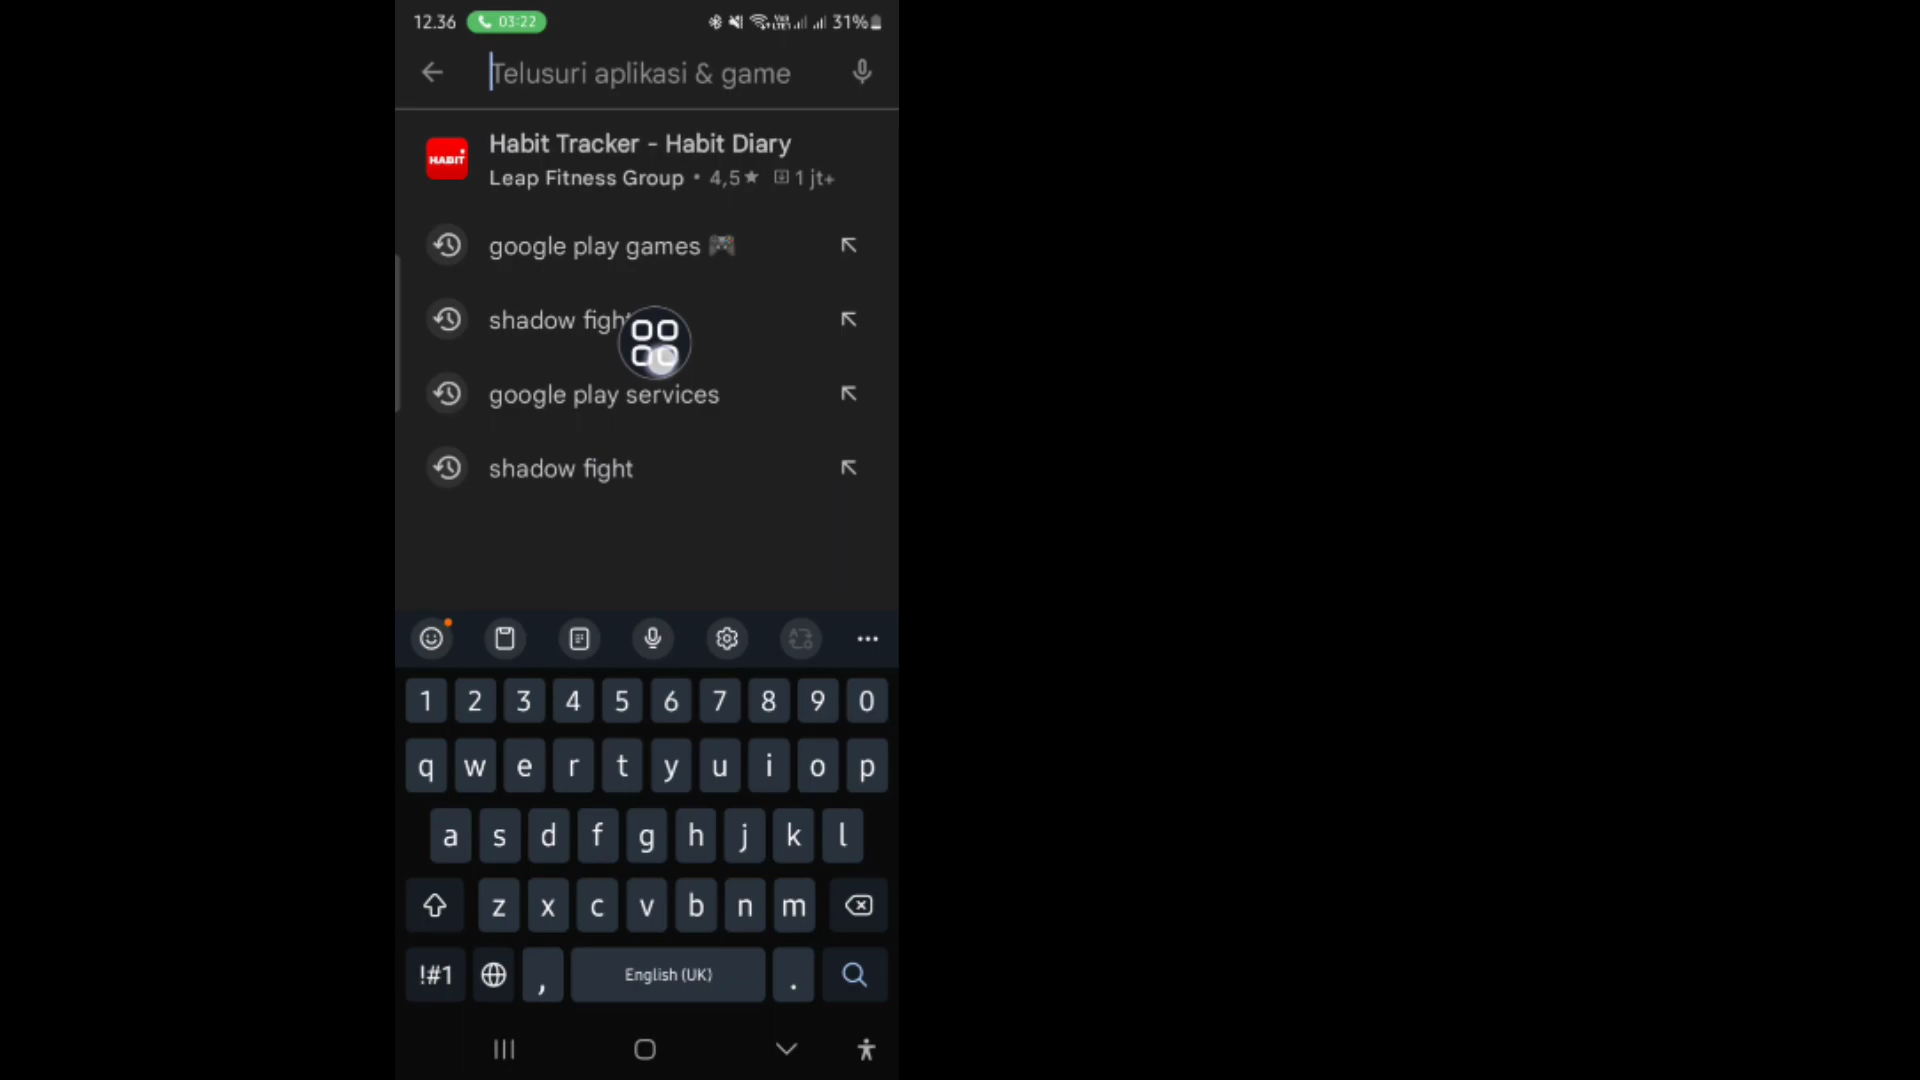 12.36 03:22 31%
Telusuri aplikasi & game
HABIT
Habit Tracker - Habit Diary
Leap Fitness Group • 4,5★ 1 jt+
google play games 🎮
shadow fight
google play services
shadow fight
1 2 3 4 5 6 7 8 9 0
q w e r t y u i o p
a s d f g h j k l
z x c v b n m
!#1 , English (UK) .